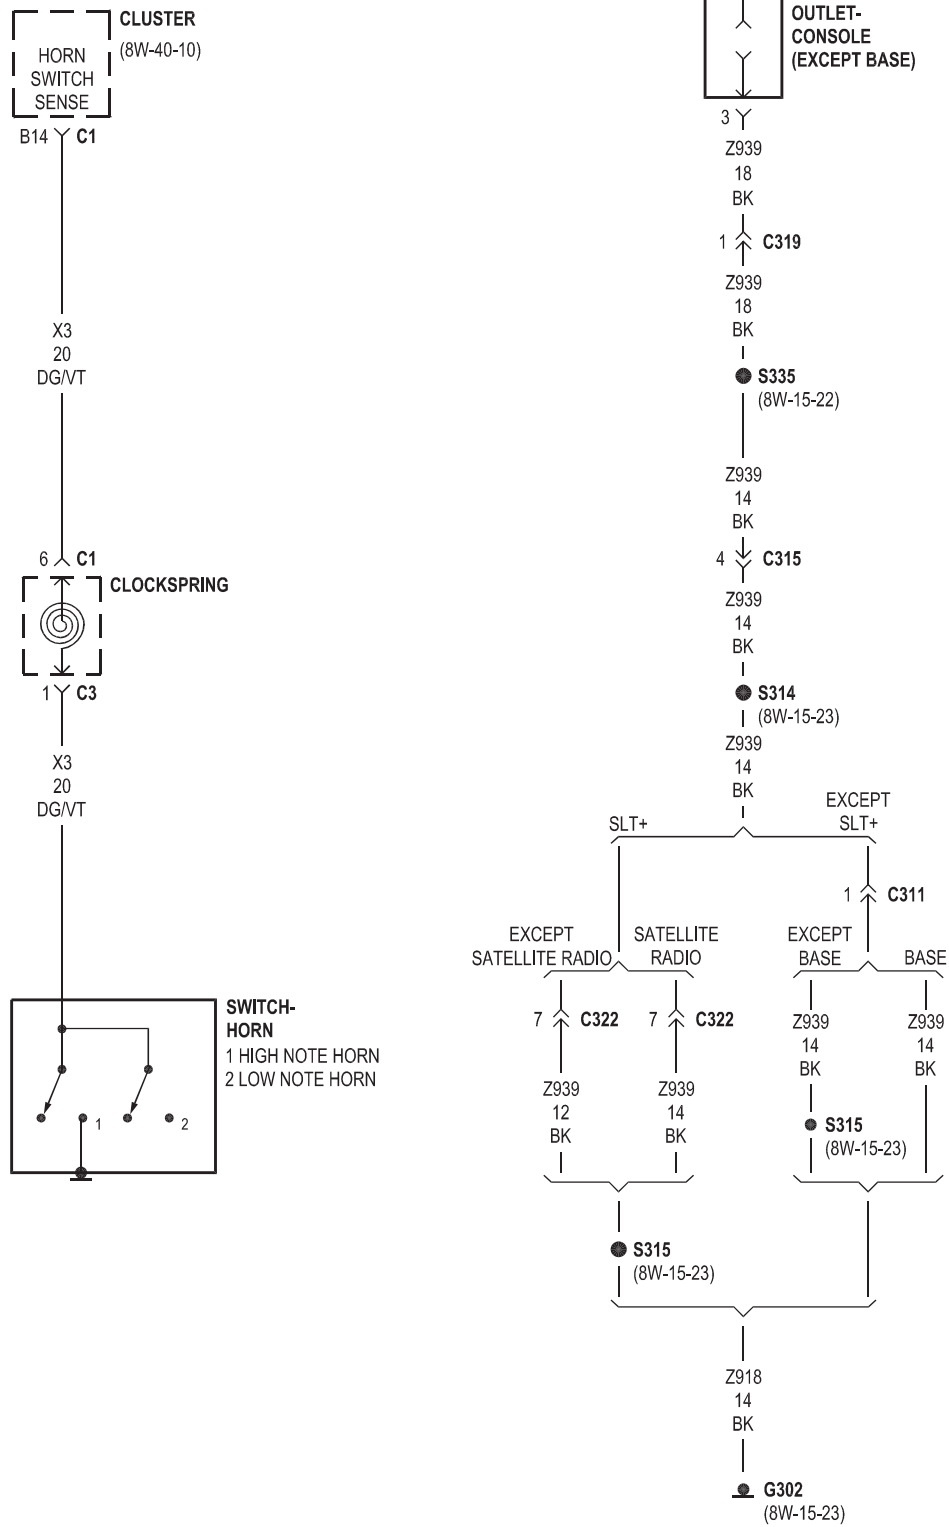 CLUSTER
(8W-40-10)
HORN
SWITCH
SENSE
B14 C1
X3
20
DG/VT
6 C1
CLOCKSPRING
1 C3
X3
20
DG/VT
SWITCH-
HORN
1 HIGH NOTE HORN
2 LOW NOTE HORN
1
2
OUTLET-
CONSOLE
(EXCEPT BASE)
3
Z939
18
BK
1 C319
Z939
18
BK
S335
(8W-15-22)
Z939
14
BK
4 C315
Z939
14
BK
S314
(8W-15-23)
Z939
14
BK
SLT+
EXCEPT
SLT+
1 C311
EXCEPT
SATELLITE RADIO
SATELLITE
RADIO
EXCEPT
BASE
BASE
7 C322
7 C322
Z939
12
BK
Z939
14
BK
Z939
14
BK
Z939
14
BK
S315
(8W-15-23)
S315
(8W-15-23)
Z918
14
BK
G302
(8W-15-23)